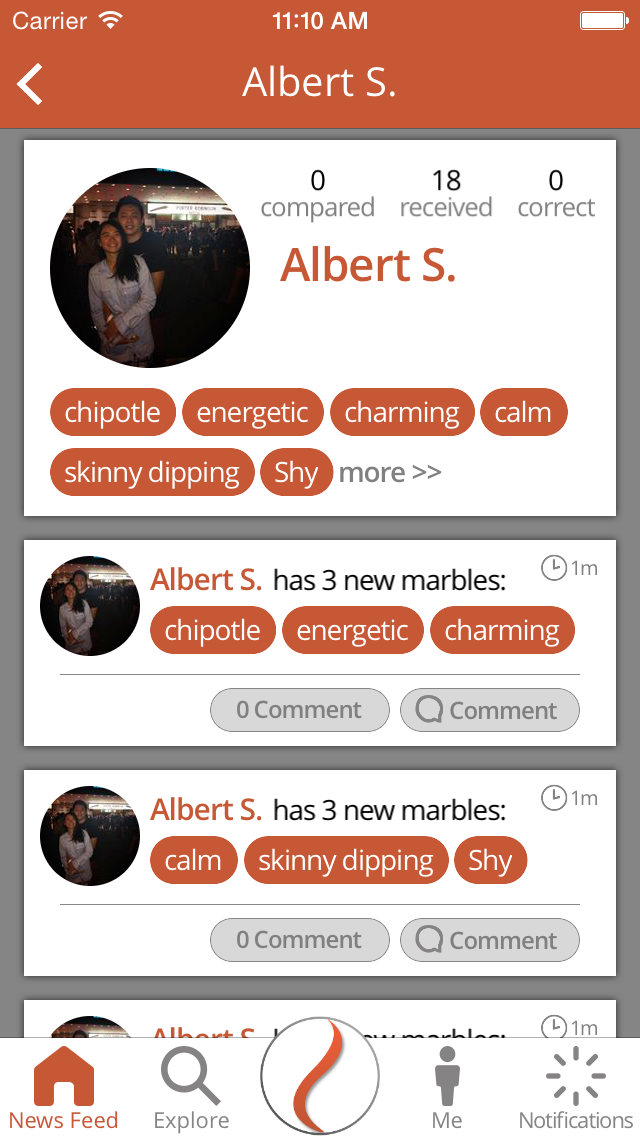 Carrier 11:10 AM
Albert S.
0 18 0
compared received correct
Albert S.
chipotle energetic charming calm
skinny dipping Shy more >>
Albert S. has 3 new marbles: 1m
chipotle energetic charming
0 Comment Comment
Albert S. has 3 new marbles: 1m
calm skinny dipping Shy
0 Comment Comment
Albert S. 1m
News Feed Explore Me Notifications